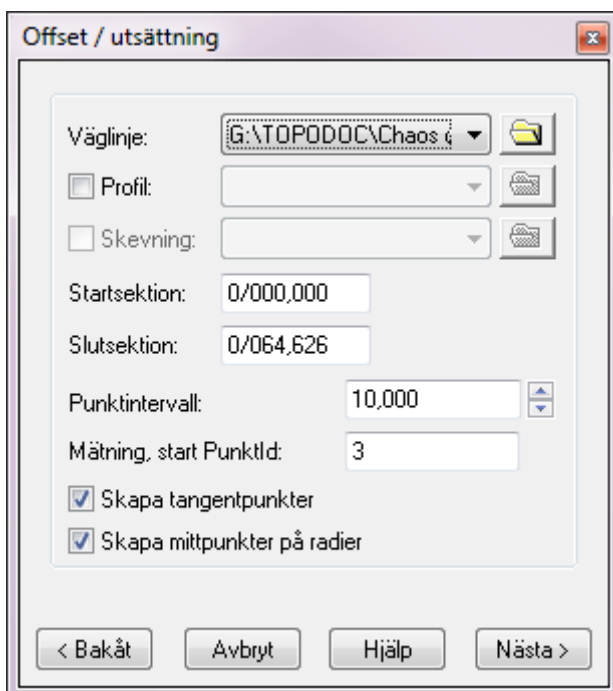 Offset / utsättning
Väglinje: G:\TOPODOC\Chaos
Profil:
Skevning:
Startsektion: 0/000,000
Slutsektion: 0/064,626
Punktintervall: 10,000
Mätning, start PunktId: 3
Skapa tangentpunkter
Skapa mittpunkter på radier
< Bakåt Avbryt Hjälp Nästa >